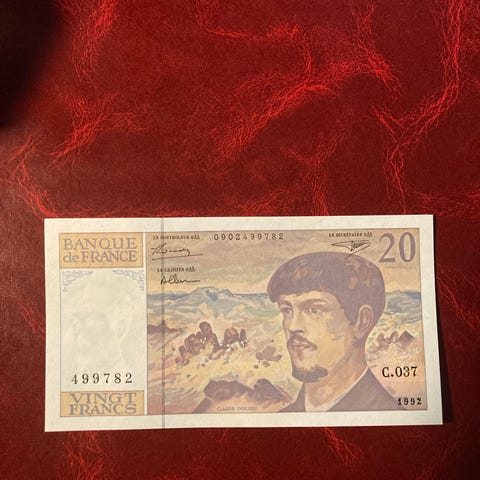 BANQUE
de FRANCE
LE CONTROLEUR GAL
0902499782
LE SECRÉTAIRE GAL
20
LE CAISSIER GAL
499782
C.037
VINGT
FRANCS
1992
CLAUDE DEBUSSY